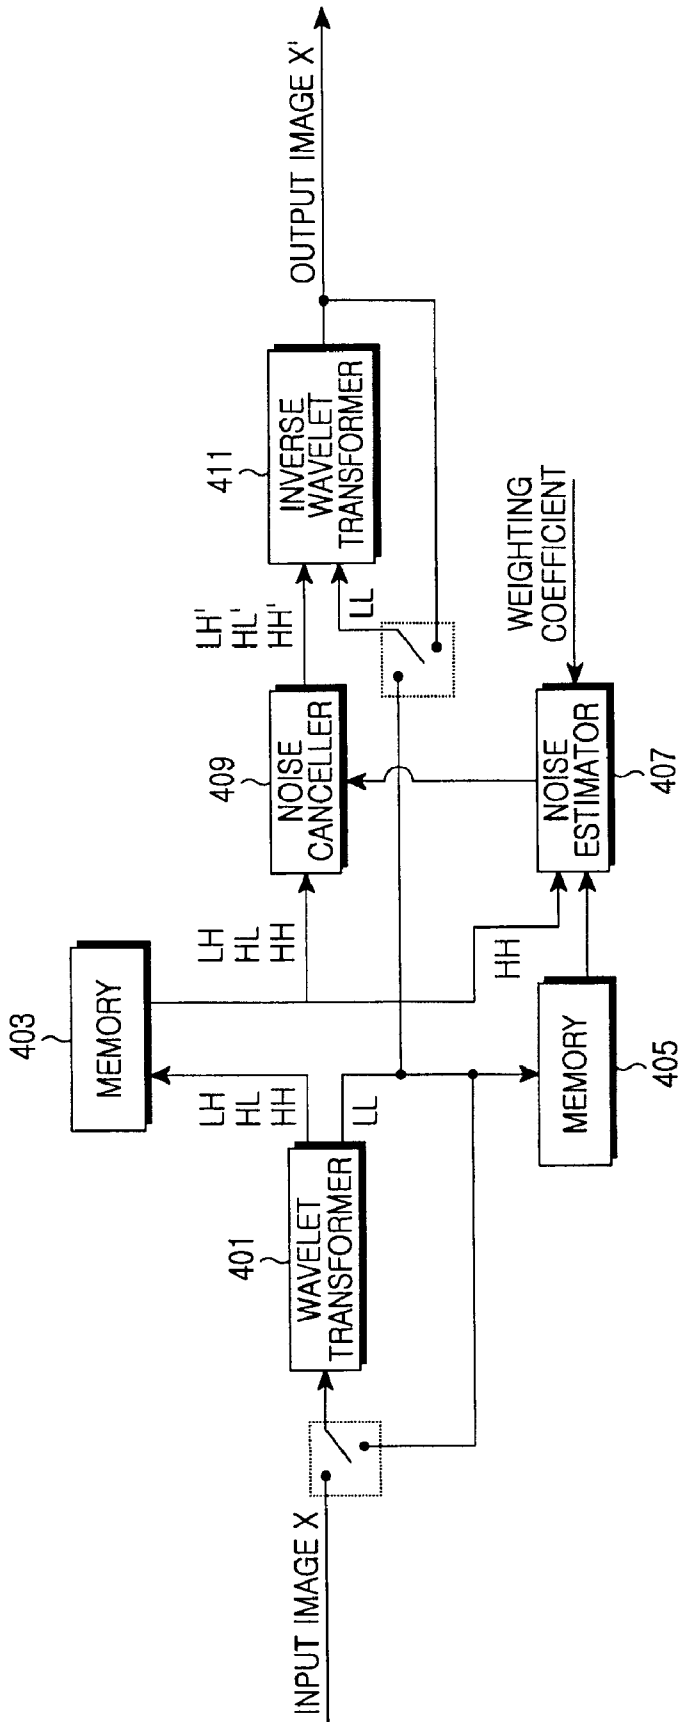 INPUT IMAGE X
401
WAVELET
TRANSFORMER
LH
HL
HH
LL
403
MEMORY
405
MEMORY
LH
HL
HH
HH
409
NOISE
CANCELLER
407
NOISE
ESTIMATOR
WEIGHTING
COEFFICIENT
LH'
HL'
HH'
LL
411
INVERSE
WAVELET
TRANSFORMER
OUTPUT IMAGE X'